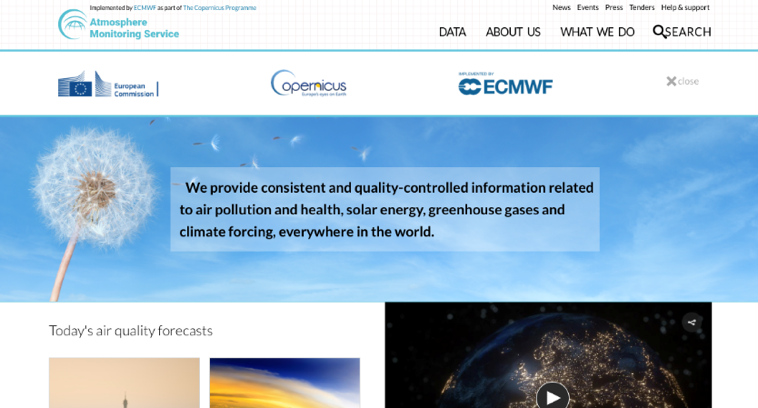 Implemented by ECMWF as part of The Copernicus Programme
News Events Press Tenders Help & support
Atmosphere
Monitoring Service
DATA ABOUT US WHAT WE DO SEARCH
European
Commission
opernicus
Europe's eyes on Earth
IMPLEMENTED BY
ECMWF
close
We provide consistent and quality-controlled information related
to air pollution and health, solar energy, greenhouse gases and
climate forcing, everywhere in the world.
Today's air quality forecasts